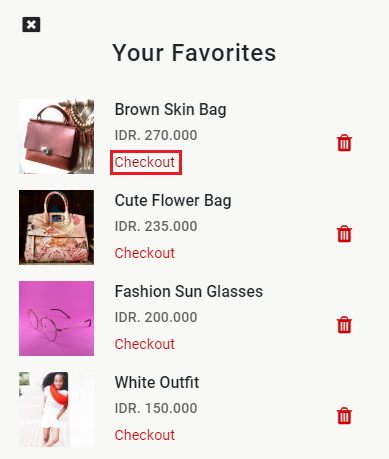 Your Favorites
Brown Skin Bag
IDR. 270.000
Checkout
Cute Flower Bag
IDR. 235.000
Checkout
Fashion Sun Glasses
IDR. 200.000
Checkout
White Outfit
IDR. 150.000
Checkout